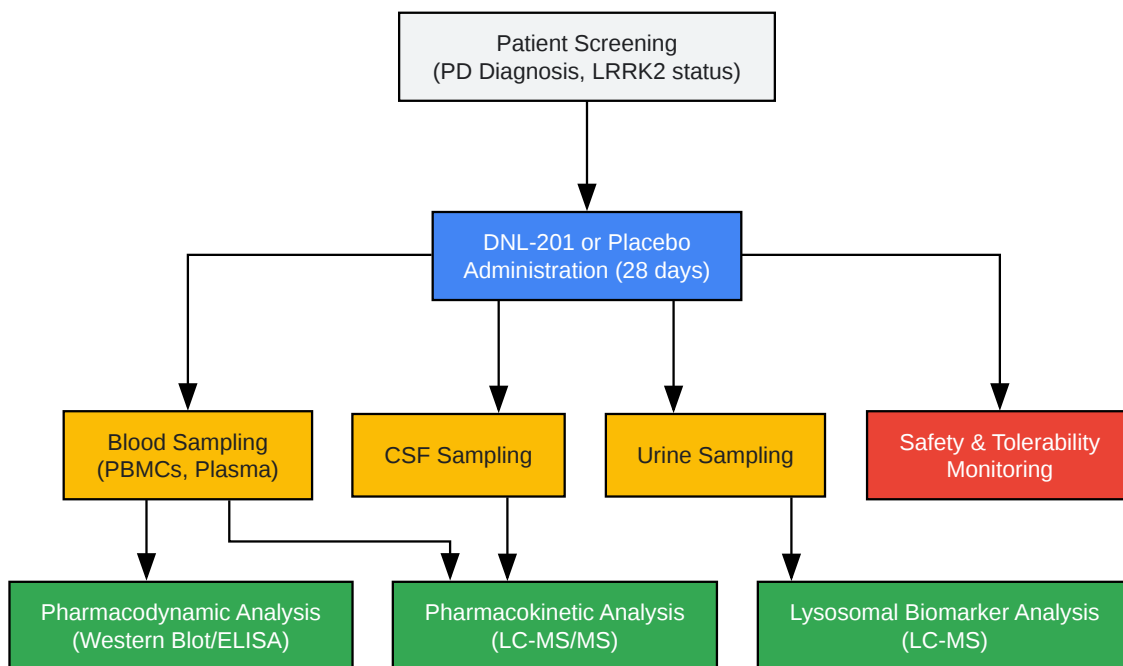 Patient Screening
(PD Diagnosis, LRRK2 status)
DNL-201 or Placebo
Administration (28 days)
Blood Sampling
(PBMCs, Plasma)
CSF Sampling
Urine Sampling
Safety & Tolerability
Monitoring
Pharmacodynamic Analysis
(Western Blot/ELISA)
Pharmacokinetic Analysis
(LC-MS/MS)
Lysosomal Biomarker Analysis
(LC-MS)